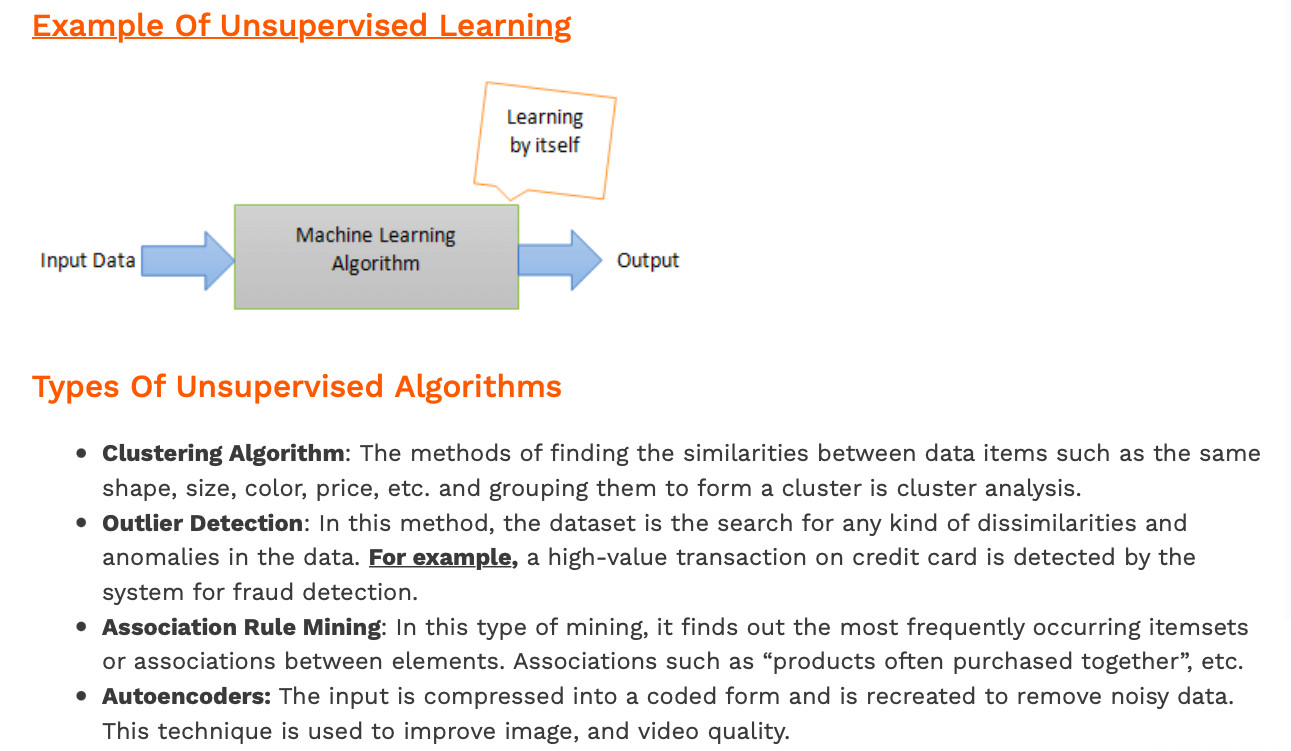 Example Of Unsupervised Learning
Learning
by itself
Machine Learning
Algorithm
Input Data
Output
Types Of Unsupervised Algorithms
• Clustering Algorithm: The methods of finding the similarities between data items such as the same
shape, size, color, price, etc. and grouping them to form a cluster is cluster analysis.
• Outlier Detection: In this method, the dataset is the search for any kind of dissimilarities and
anomalies in the data. For example, a high-value transaction on credit card is detected by the
system for fraud detection.
• Association Rule Mining: In this type of mining, it finds out the most frequently occurring itemsets
or associations between elements. Associations such as “products often purchased together”, etc.
• Autoencoders: The input is compressed into a coded form and is recreated to remove noisy data.
This technique is used to improve image, and video quality.